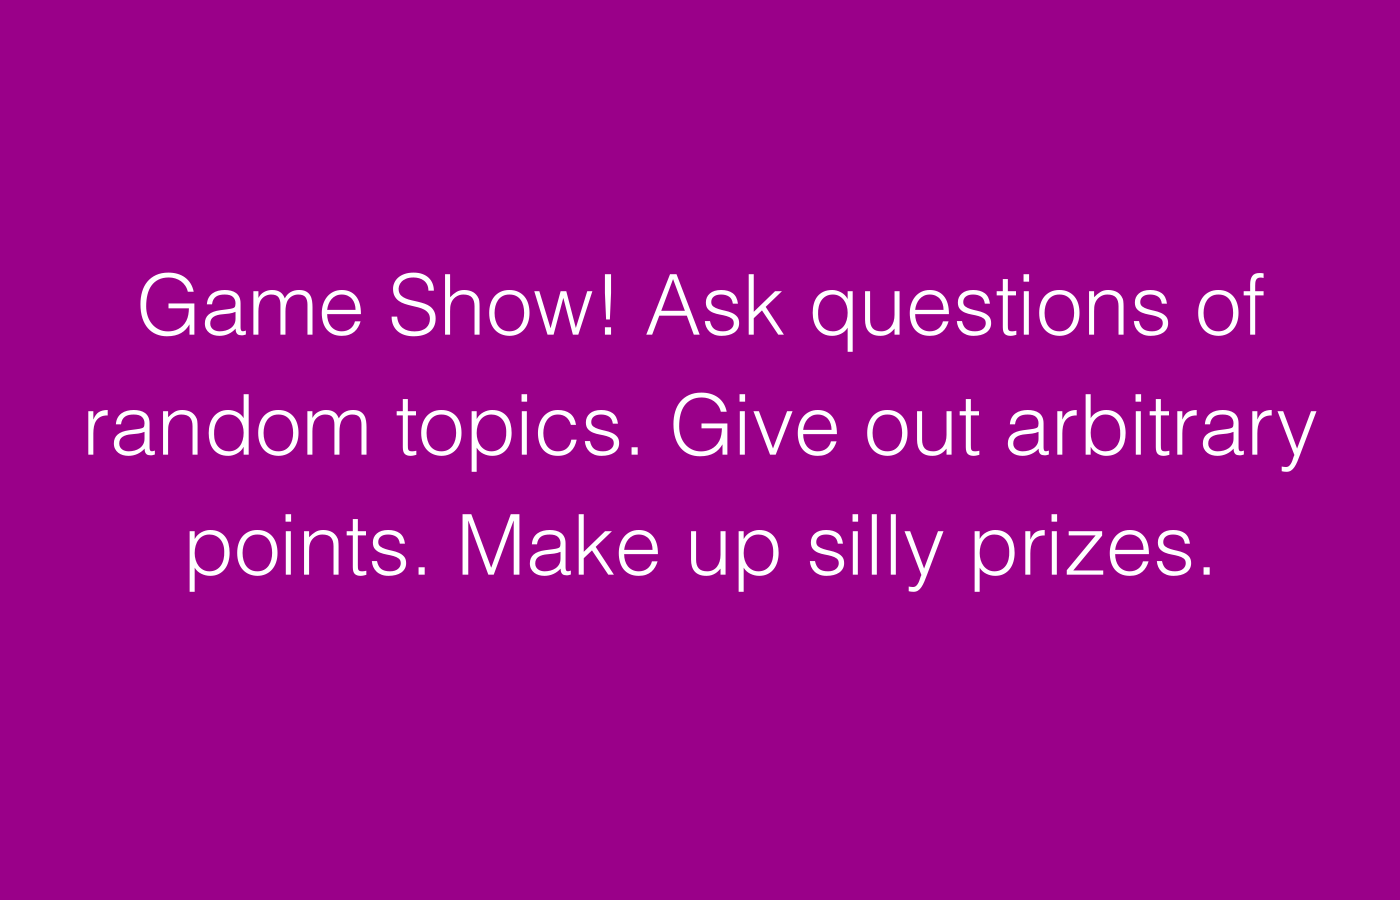 Game Show! Ask questions of
random topics. Give out arbitrary
points. Make up silly prizes.